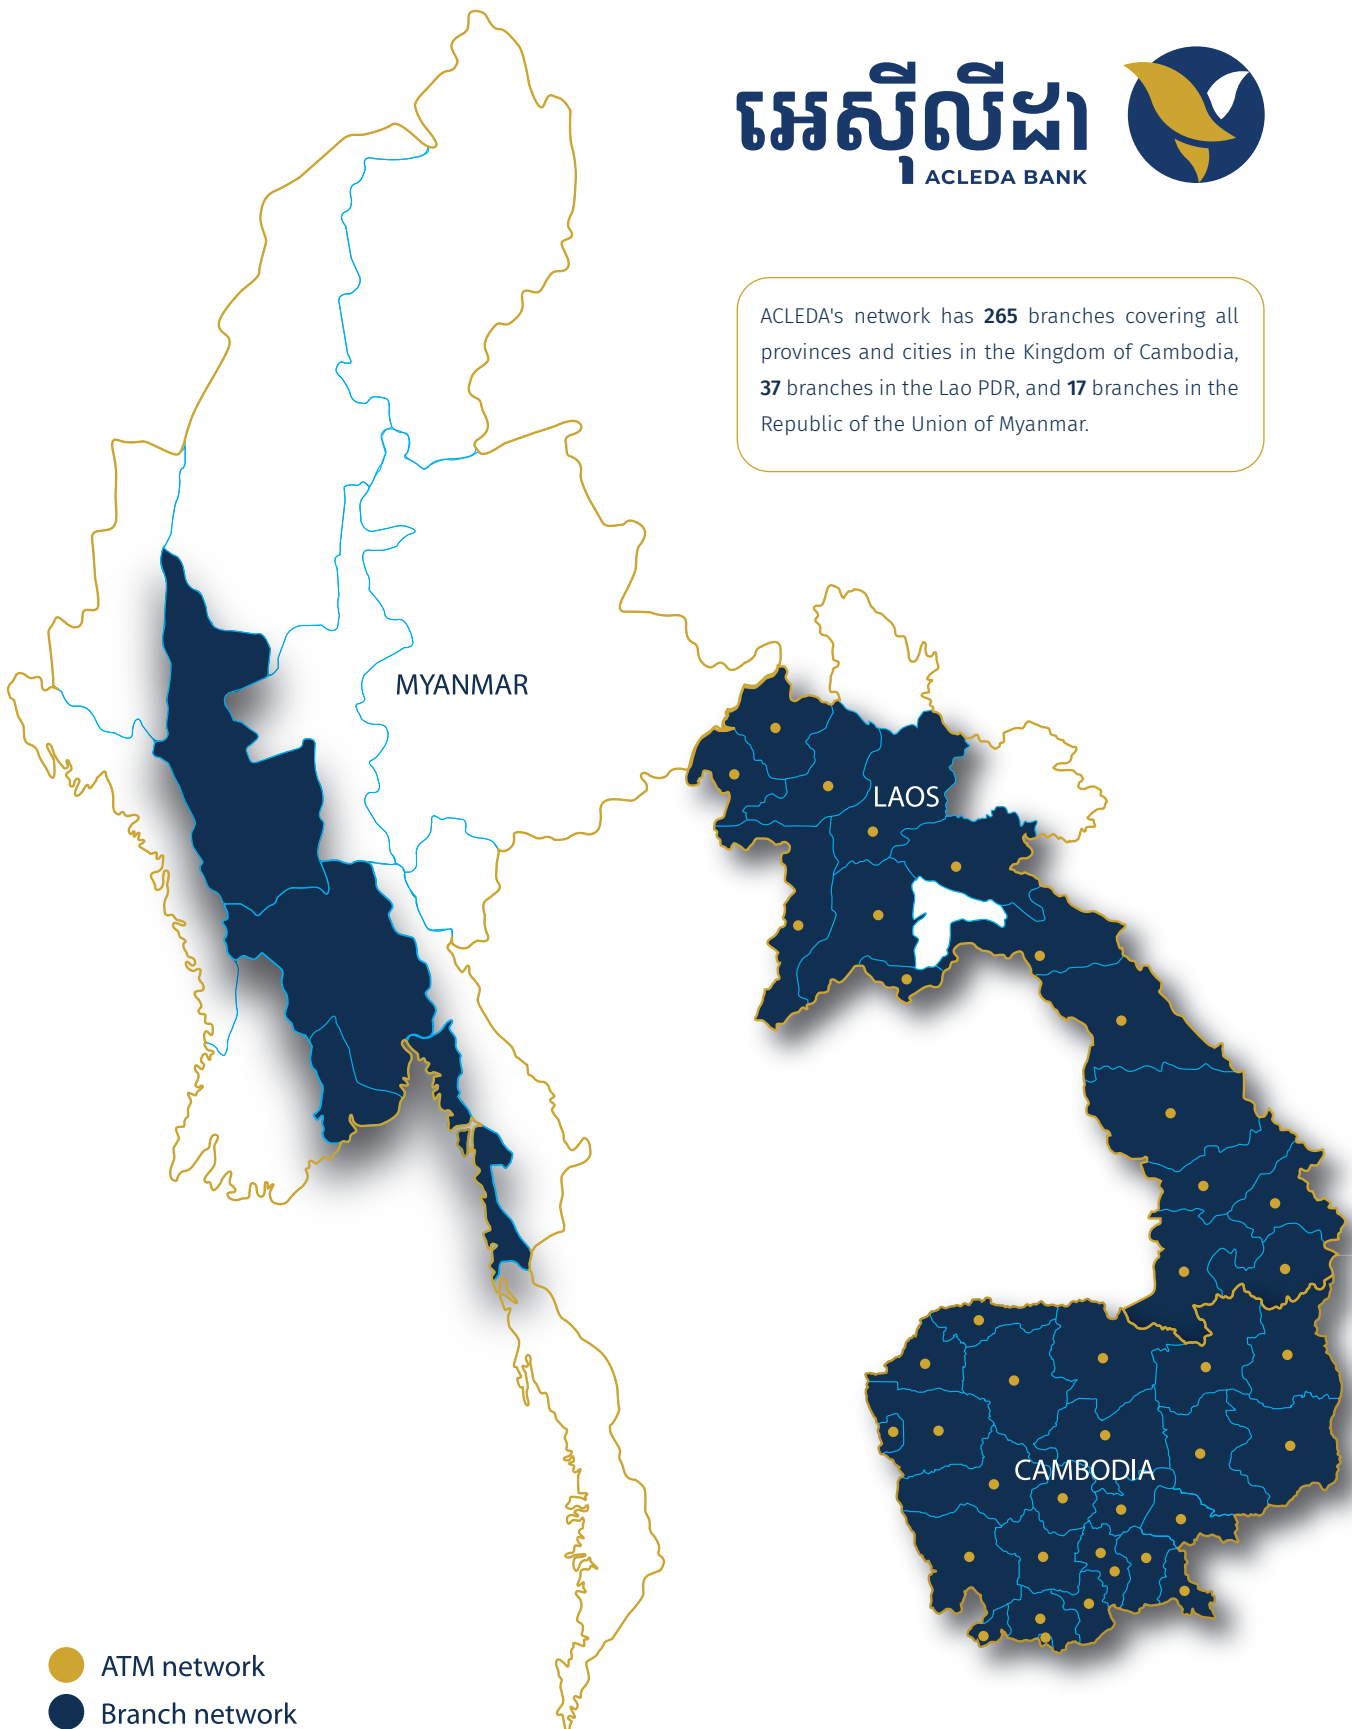 អេស៊ីលីដា
ACLEDA BANK
ACLEDA's network has 265 branches covering all
provinces and cities in the Kingdom of Cambodia,
37 branches in the Lao PDR, and 17 branches in the
Republic of the Union of Myanmar.
MYANMAR
LAOS
CAMBODIA
ATM network
Branch network